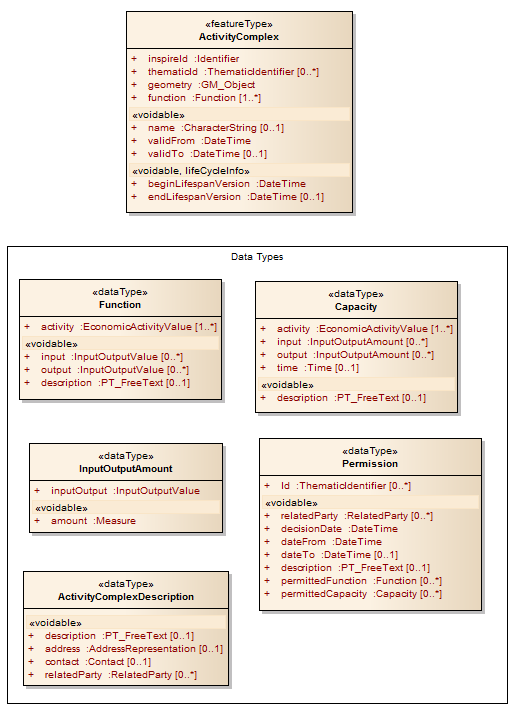 «featureType»
ActivityComplex
+ inspireId :Identifier
+ thematicId :ThematicIdentifier [0..*]
+ geometry :GM_Object
+ function :Function [1..*]
«voidable»
+ name :CharacterString [0..1]
+ validFrom :DateTime
+ validTo :DateTime [0..1]
«voidable, lifeCycleInfo»
+ beginLifespanVersion :DateTime
+ endLifespanVersion :DateTime [0..1]
Data Types
«dataType»
Function
+ activity :EconomicActivityValue [1..*]
«voidable»
+ input :InputOutputValue [0..*]
+ output :InputOutputValue [0..*]
+ description :PT_FreeText [0..1]
«dataType»
Capacity
+ activity :EconomicActivityValue [1..*]
+ input :InputOutputAmount [0..*]
+ output :InputOutputAmount [0..*]
+ time :Time [0..1]
«voidable»
+ description :PT_FreeText [0..1]
«dataType»
InputOutputAmount
+ inputOutput :InputOutputValue
«voidable»
+ amount :Measure
«dataType»
Permission
+ Id :ThematicIdentifier [0..*]
«voidable»
+ relatedParty :RelatedParty [0..*]
+ decisionDate :DateTime
+ dateFrom :DateTime
+ dateTo :DateTime [0..1]
+ description :PT_FreeText [0..1]
+ permittedFunction :Function [0..*]
+ permittedCapacity :Capacity [0..*]
«dataType»
ActivityComplexDescription
«voidable»
+ description :PT_FreeText [0..1]
+ address :AddressRepresentation [0..1]
+ contact :Contact [0..1]
+ relatedParty :RelatedParty [0..*]